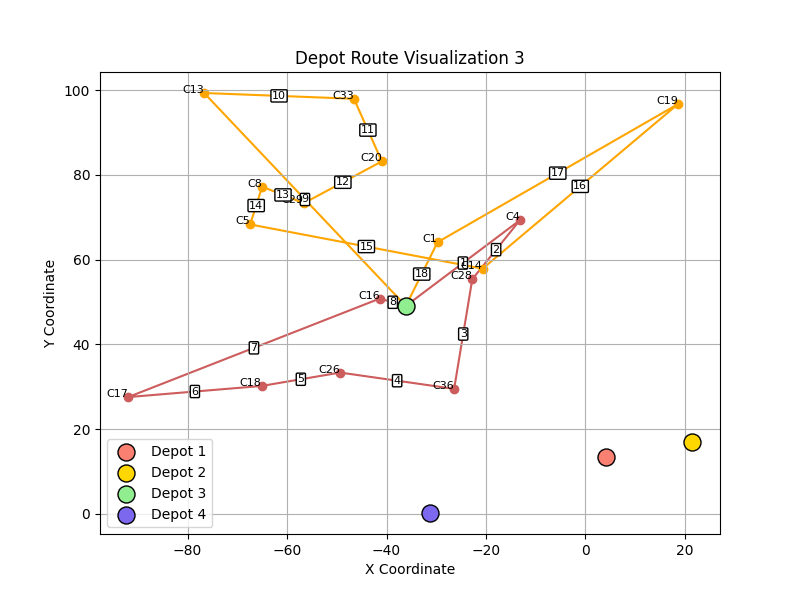 Depot Route Visualization 3
100
80
60
40
20
0
−80
−60
−40
−20
0
20
X Coordinate
Y Coordinate
C13
10
C33
C19
11
C20
17
12
16
C8
13
C29
9
14
C5
C4
15
C1
2
1
C14
18
C28
C16
8
3
7
C26
5
4
C18
C36
6
C17
Depot 1
Depot 2
Depot 3
Depot 4